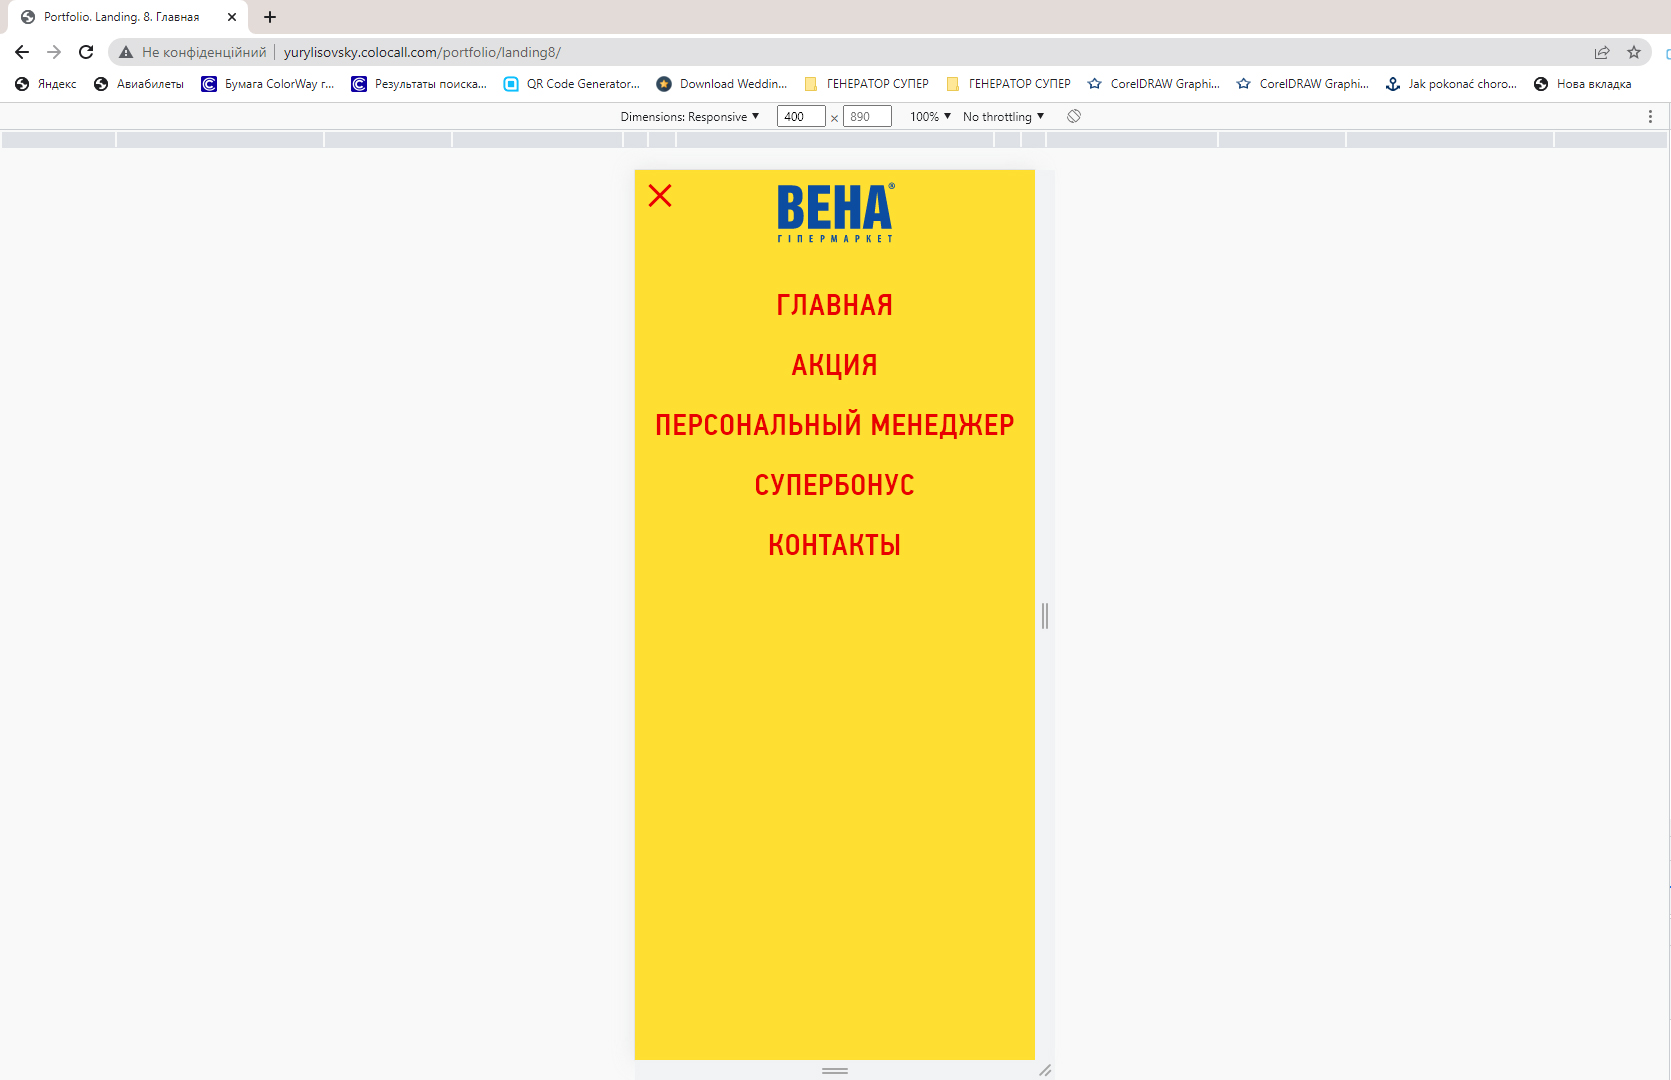 Portfolio. Landing. 8. Главная
Не конфіденційний yurylisovsky.colocall.com/portfolio/landing8/
Яндекс Авиабилеты Бумага ColorWay г... Результаты поиска... QR Code Generator... Download Weddin... ГЕНЕРАТОР СУПЕР ГЕНЕРАТОР СУПЕР CorelDRAW Graphi... CorelDRAW Graphi... Jak pokonać choro... Нова вкладка
Dimensions: Responsive 400 × 890 100% No throttling
ВЕНА®
ГІПЕРМАРКЕТ
ГЛАВНАЯ
АКЦИЯ
ПЕРСОНАЛЬНЫЙ МЕНЕДЖЕР
СУПЕРБОНУС
КОНТАКТЫ